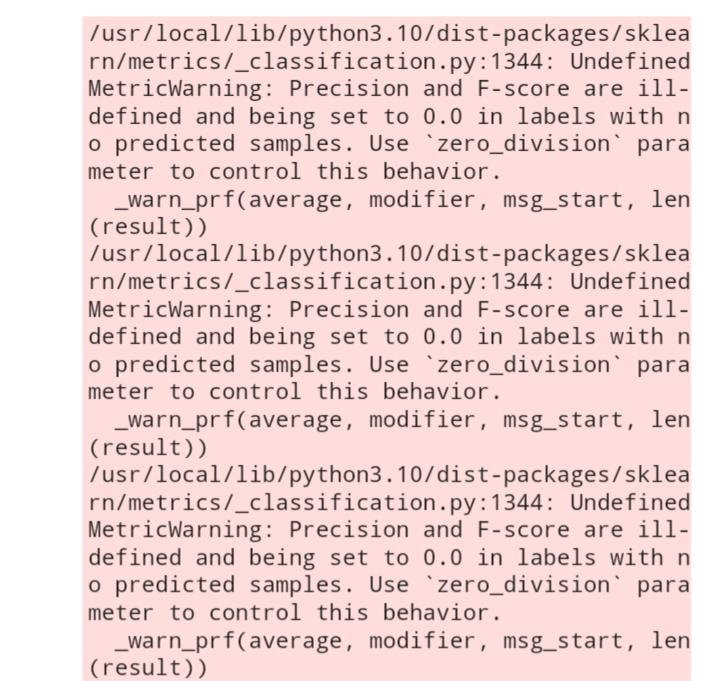 /usr/local/lib/python3.10/dist-packages/sklea
rn/metrics/_classification.py:1344: Undefined
MetricWarning: Precision and F-score are ill-
defined and being set to 0.0 in labels with n
o predicted samples. Use `zero_division` para
meter to control this behavior.
  _warn_prf(average, modifier, msg_start, len
(result))
/usr/local/lib/python3.10/dist-packages/sklea
rn/metrics/_classification.py:1344: Undefined
MetricWarning: Precision and F-score are ill-
defined and being set to 0.0 in labels with n
o predicted samples. Use `zero_division` para
meter to control this behavior.
  _warn_prf(average, modifier, msg_start, len
(result))
/usr/local/lib/python3.10/dist-packages/sklea
rn/metrics/_classification.py:1344: Undefined
MetricWarning: Precision and F-score are ill-
defined and being set to 0.0 in labels with n
o predicted samples. Use `zero_division` para
meter to control this behavior.
  _warn_prf(average, modifier, msg_start, len
(result))